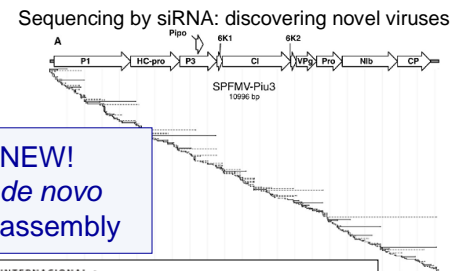 Sequencing by siRNA: discovering novel viruses
A
Pipo
6K1
6K2
P1 HC-pro P3 CI VPg Pro NIb CP
SPFMV-Piu3
10996 bp
NEW!
de novo
assembly
INTERNACIONAL